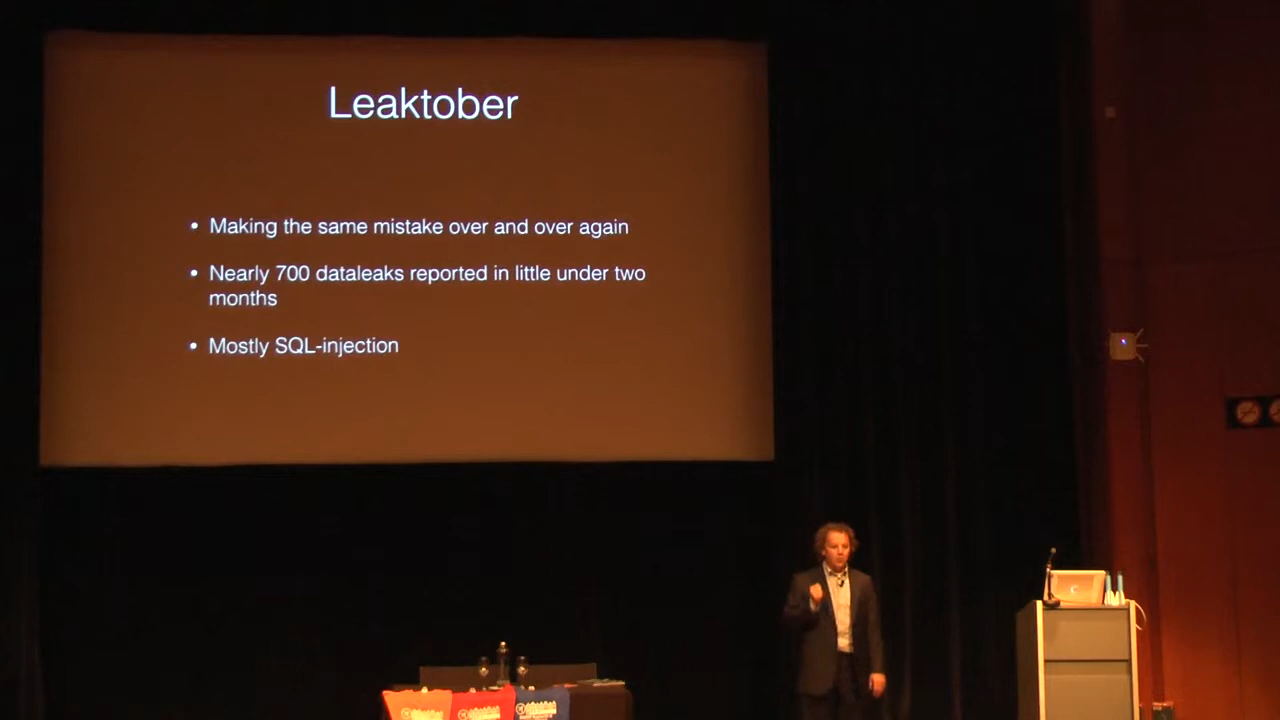 Leaktober
• Making the same mistake over and over again
• Nearly 700 dataleaks reported in little under two
months
• Mostly SQL-injection